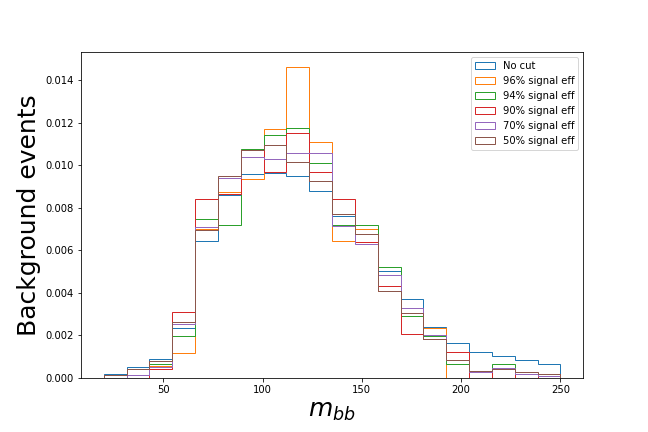 No cut
96% signal eff
94% signal eff
90% signal eff
70% signal eff
50% signal eff
Background events
0.014
0.012
0.010
0.008
0.006
0.004
0.002
0.000
50
100
150
200
250
m_{bb}